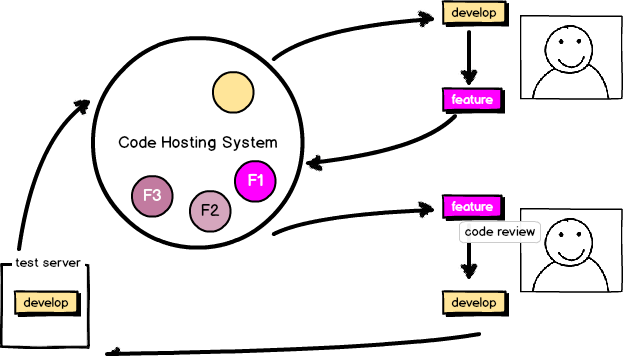 develop
feature
Code Hosting System
F1
F3
F2
feature
code review
test server
develop
develop